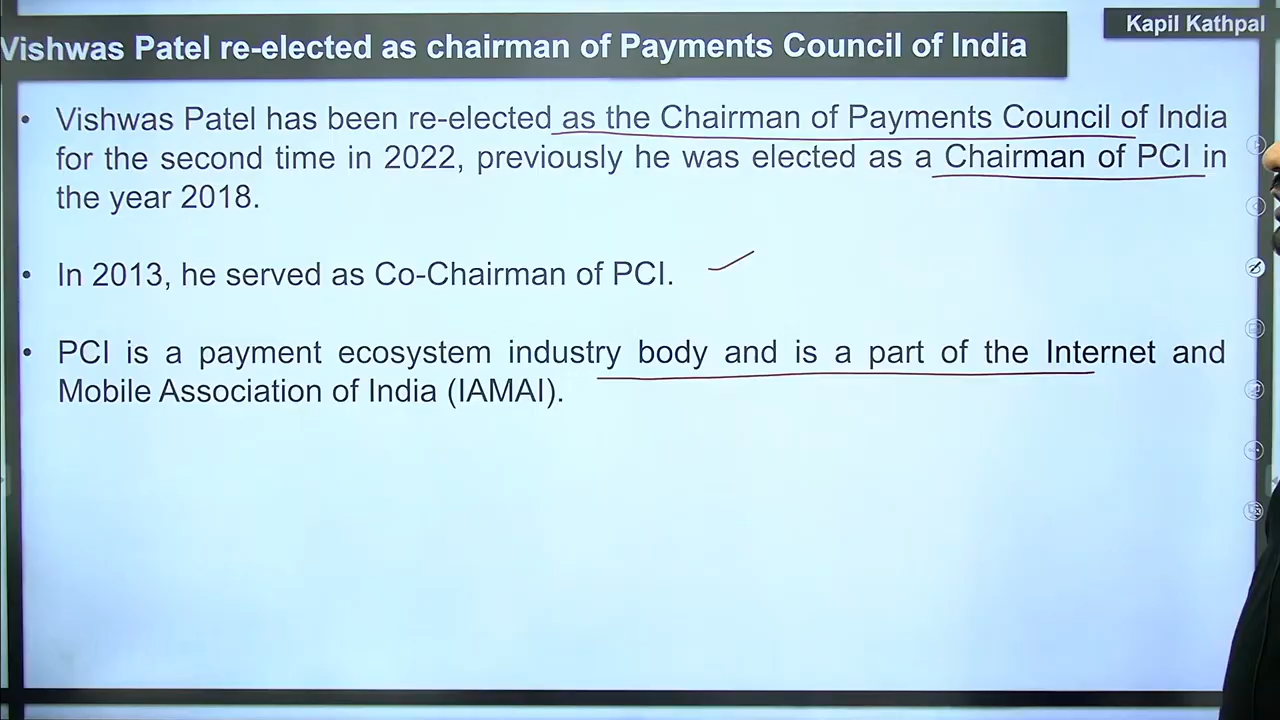 Vishwas Patel re-elected as chairman of Payments Council of India
Kapil Kathpal
• Vishwas Patel has been re-elected as the Chairman of Payments Council of India
for the second time in 2022, previously he was elected as a Chairman of PCI in
the year 2018.
• In 2013, he served as Co-Chairman of PCI.
• PCI is a payment ecosystem industry body and is a part of the Internet and
Mobile Association of India (IAMAI).